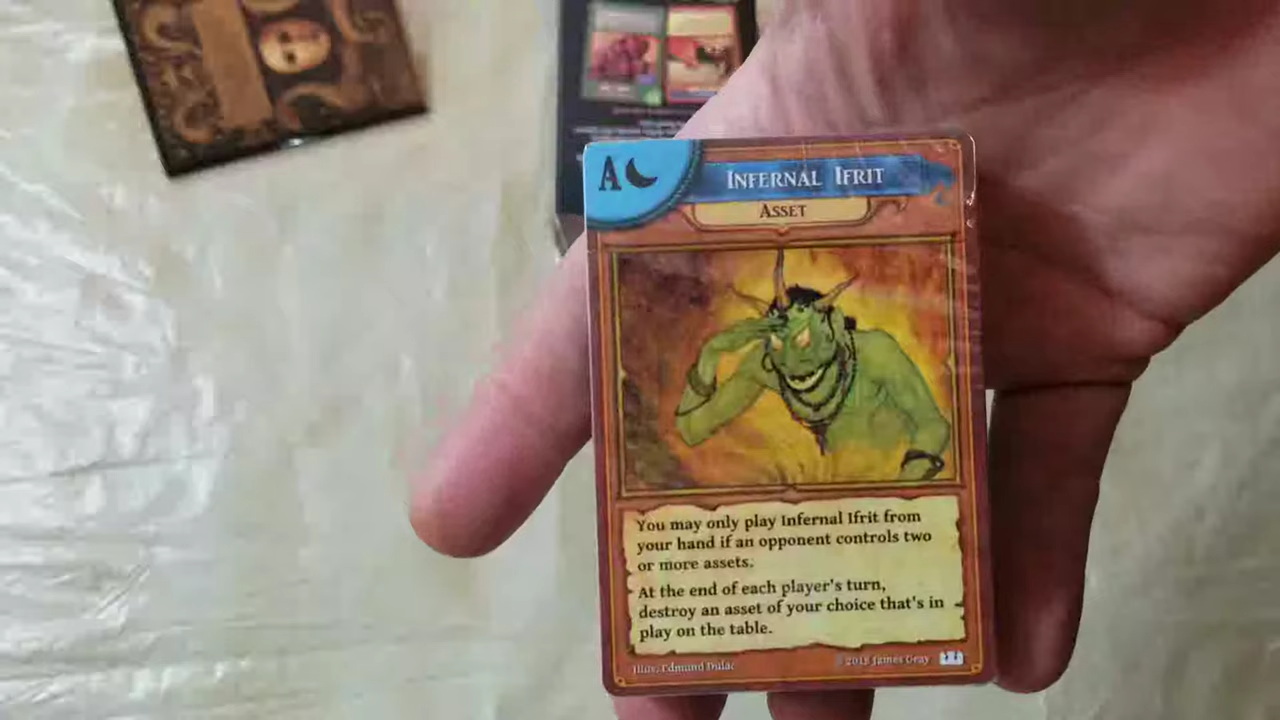 A
INFERNAL IFRIT
ASSET
You may only play Infernal Ifrit from
your hand if an opponent controls two
or more assets.
At the end of each player's turn,
destroy an asset of your choice that's in
play on the table.
Illus. Edmund Dulac
© 2015 James Gray